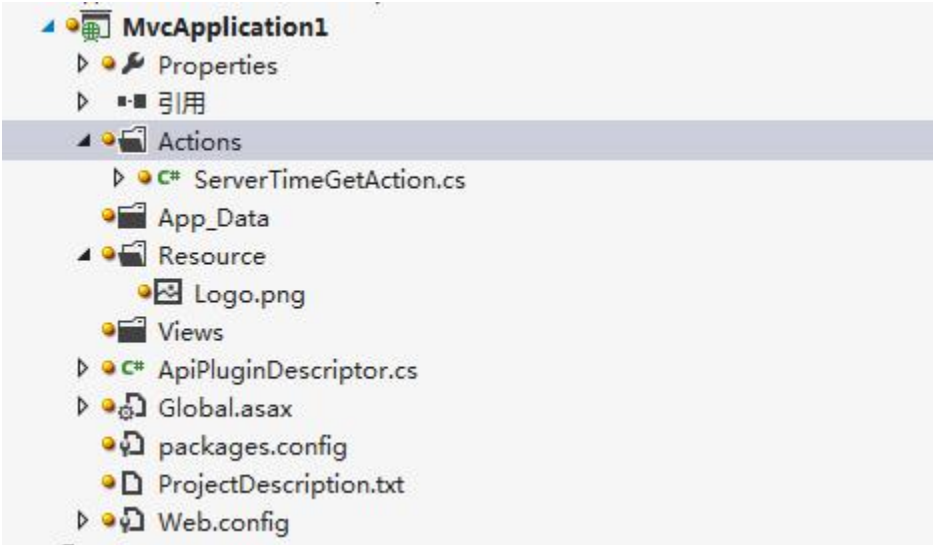 MvcApplication1
Properties
引用
Actions
C# ServerTimeGetAction.cs
App_Data
Resource
Logo.png
Views
C# ApiPluginDescriptor.cs
Global.asax
packages.config
ProjectDescription.txt
Web.config